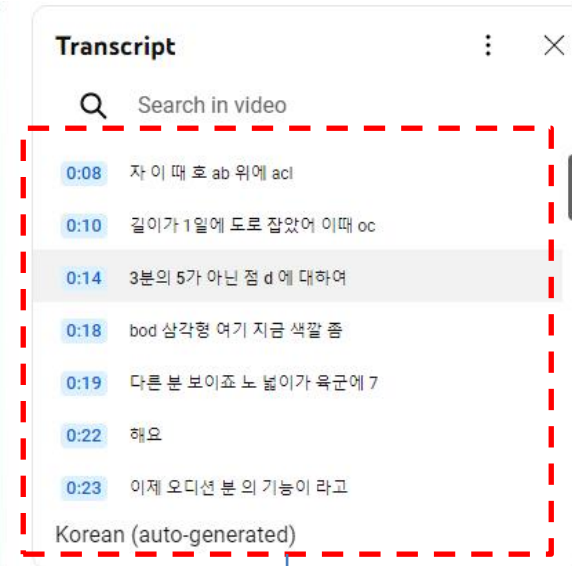 Transcript
Search in video
0:08 자 이 때 호 ab 위에 acl
0:10 길이가 1일에 도로 잡았어 이때 oc
0:14 3분의 5가 아닌 점 d 에 대하여
0:18 bod 삼각형 여기 지금 색깔 좀
0:19 다른 분 보이죠 노 넓이가 육군에 7
0:22 해요
0:23 이제 오디션 분 의 기능이 라고
Korean (auto-generated)